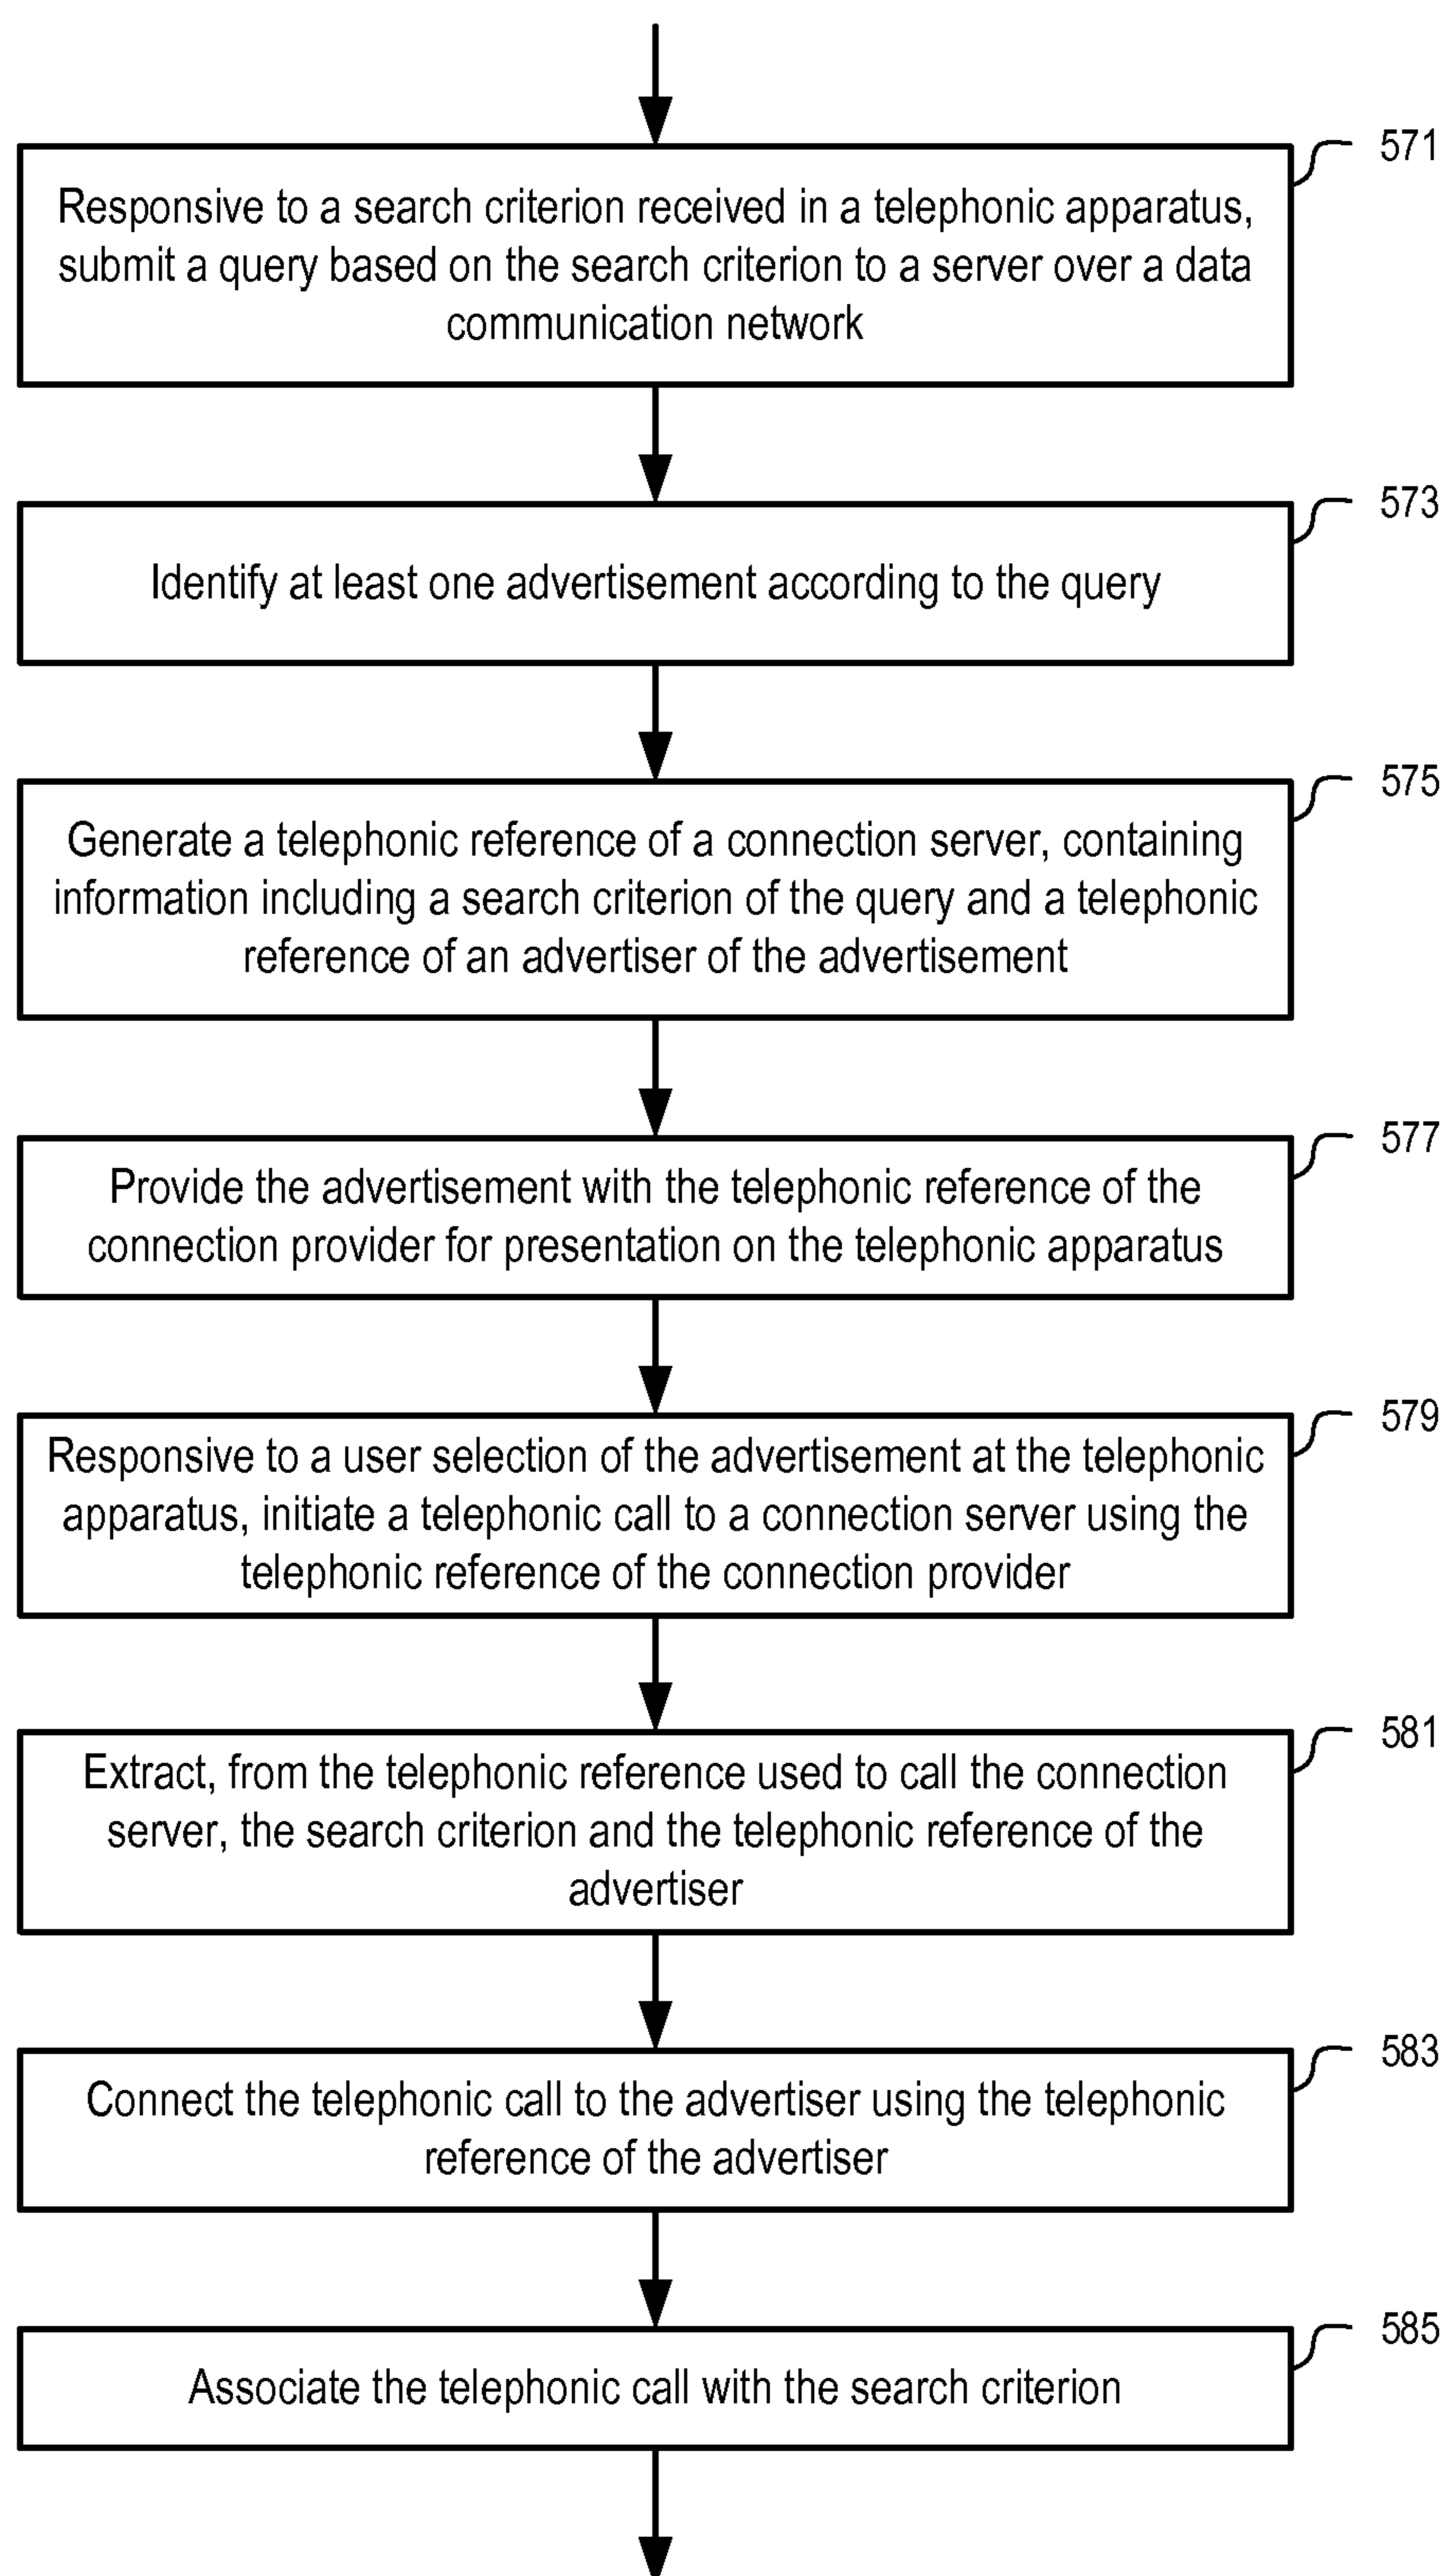 571
Responsive to a search criterion received in a telephonic apparatus,
submit a query based on the search criterion to a server over a data
communication network
573
Identify at least one advertisement according to the query
575
Generate a telephonic reference of a connection server, containing
information including a search criterion of the query and a telephonic
reference of an advertiser of the advertisement
577
Provide the advertisement with the telephonic reference of the
connection provider for presentation on the telephonic apparatus
579
Responsive to a user selection of the advertisement at the telephonic
apparatus, initiate a telephonic call to a connection server using the
telephonic reference of the connection provider
581
Extract, from the telephonic reference used to call the connection
server, the search criterion and the telephonic reference of the
advertiser
583
Connect the telephonic call to the advertiser using the telephonic
reference of the advertiser
585
Associate the telephonic call with the search criterion